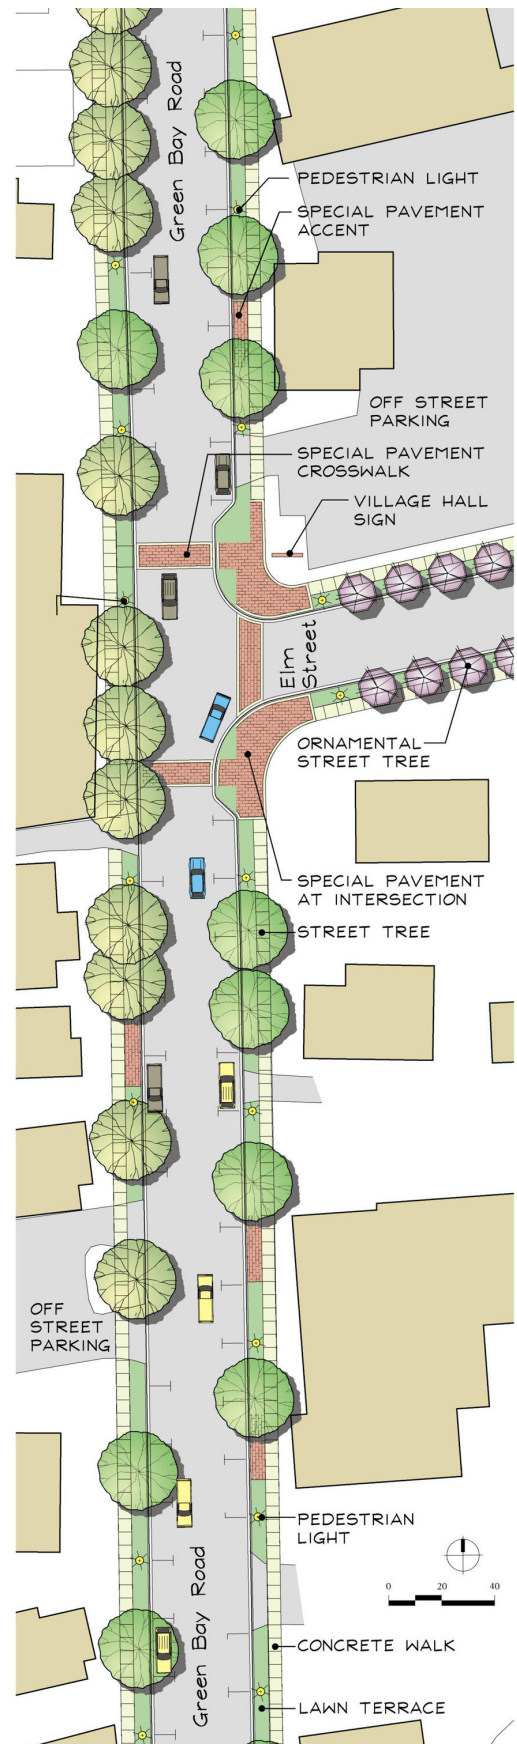 Green Bay Road
PEDESTRIAN LIGHT
SPECIAL PAVEMENT
ACCENT
OFF STREET
PARKING
SPECIAL PAVEMENT
CROSSWALK
VILLAGE HALL
SIGN
Elm
Street
ORNAMENTAL
STREET TREE
SPECIAL PAVEMENT
AT INTERSECTION
STREET TREE
OFF
STREET
PARKING
PEDESTRIAN
LIGHT
Green Bay Road
0 20 40
CONCRETE WALK
LAWN TERRACE